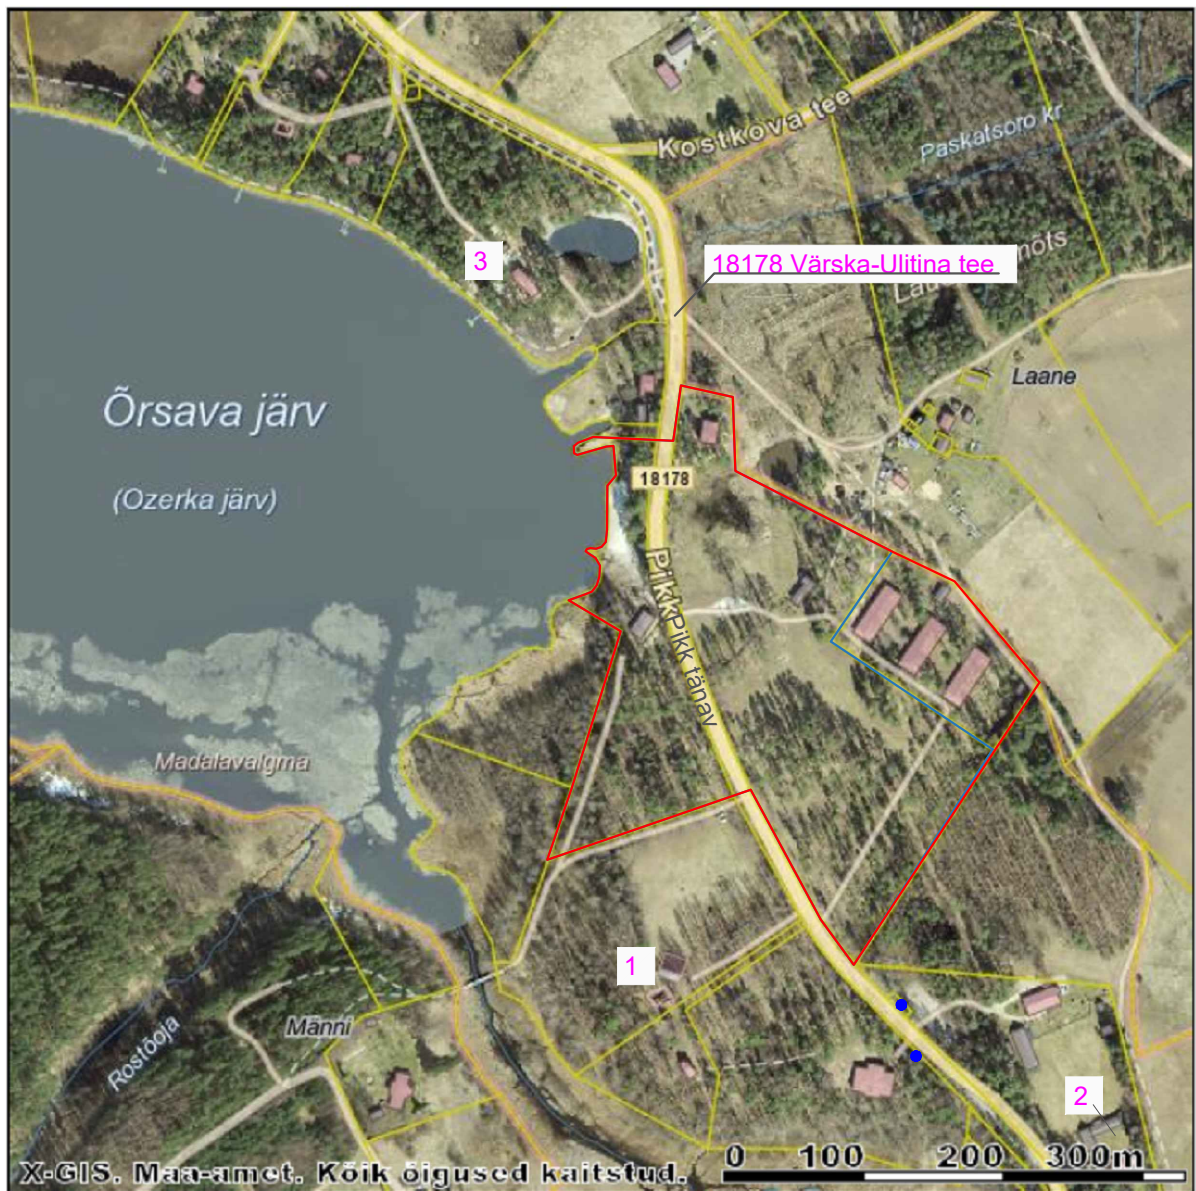 Kostkova tee
Paskatsoro kr
3
18178 Värska-Ulitina tee
Laane
Õrsava järv
(Ozerka järv)
18178
Pikk
Pikk tänav
Madalavalgma
1
Männi
Rostõoja
2
X-GIS. Maa-amet. Kõik õigused kaitstud.
0 100 200 300m